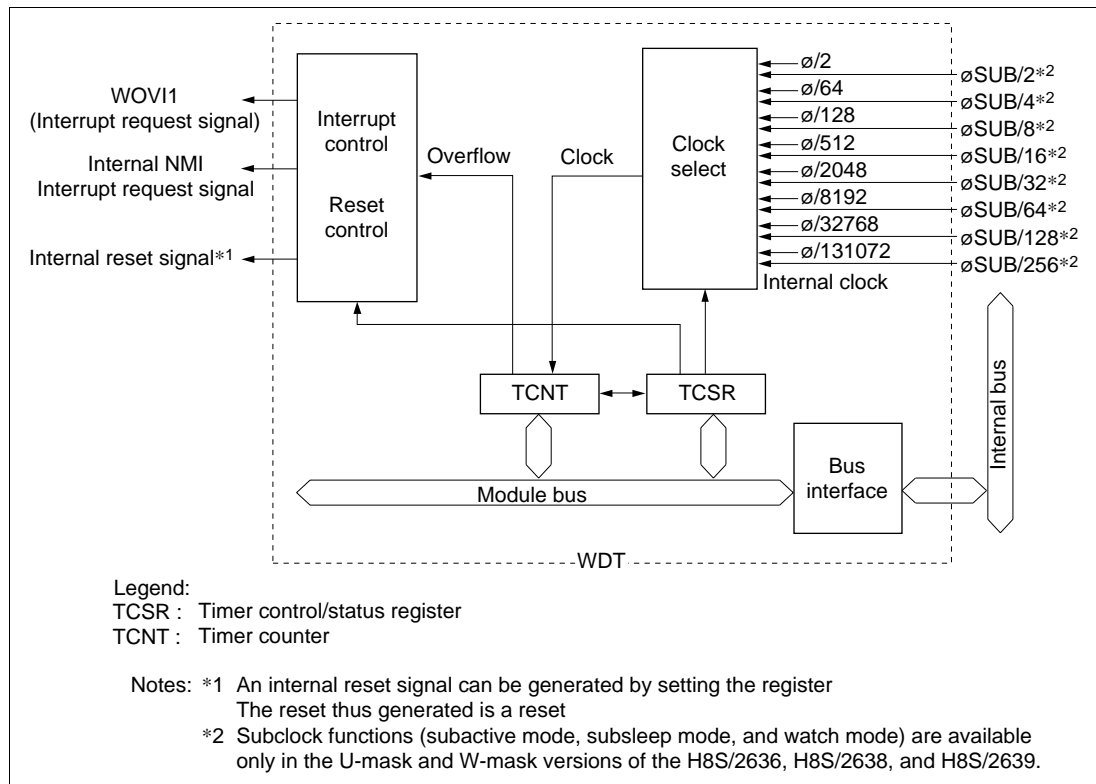 WOVI1
(Interrupt request signal)
Internal NMI
Interrupt request signal
Internal reset signal*1
Interrupt
control
Reset
control
Overflow
Clock
Clock
select
ø/2
ø/64
ø/128
ø/512
ø/2048
ø/8192
ø/32768
ø/131072
Internal clock
øSUB/2*2
øSUB/4*2
øSUB/8*2
øSUB/16*2
øSUB/32*2
øSUB/64*2
øSUB/128*2
øSUB/256*2
TCNT
TCSR
Module bus
Bus
interface
Internal bus
WDT
Legend:
TCSR : Timer control/status register
TCNT : Timer counter
Notes: *1 An internal reset signal can be generated by setting the register
The reset thus generated is a reset
*2 Subclock functions (subactive mode, subsleep mode, and watch mode) are available
only in the U-mask and W-mask versions of the H8S/2636, H8S/2638, and H8S/2639.